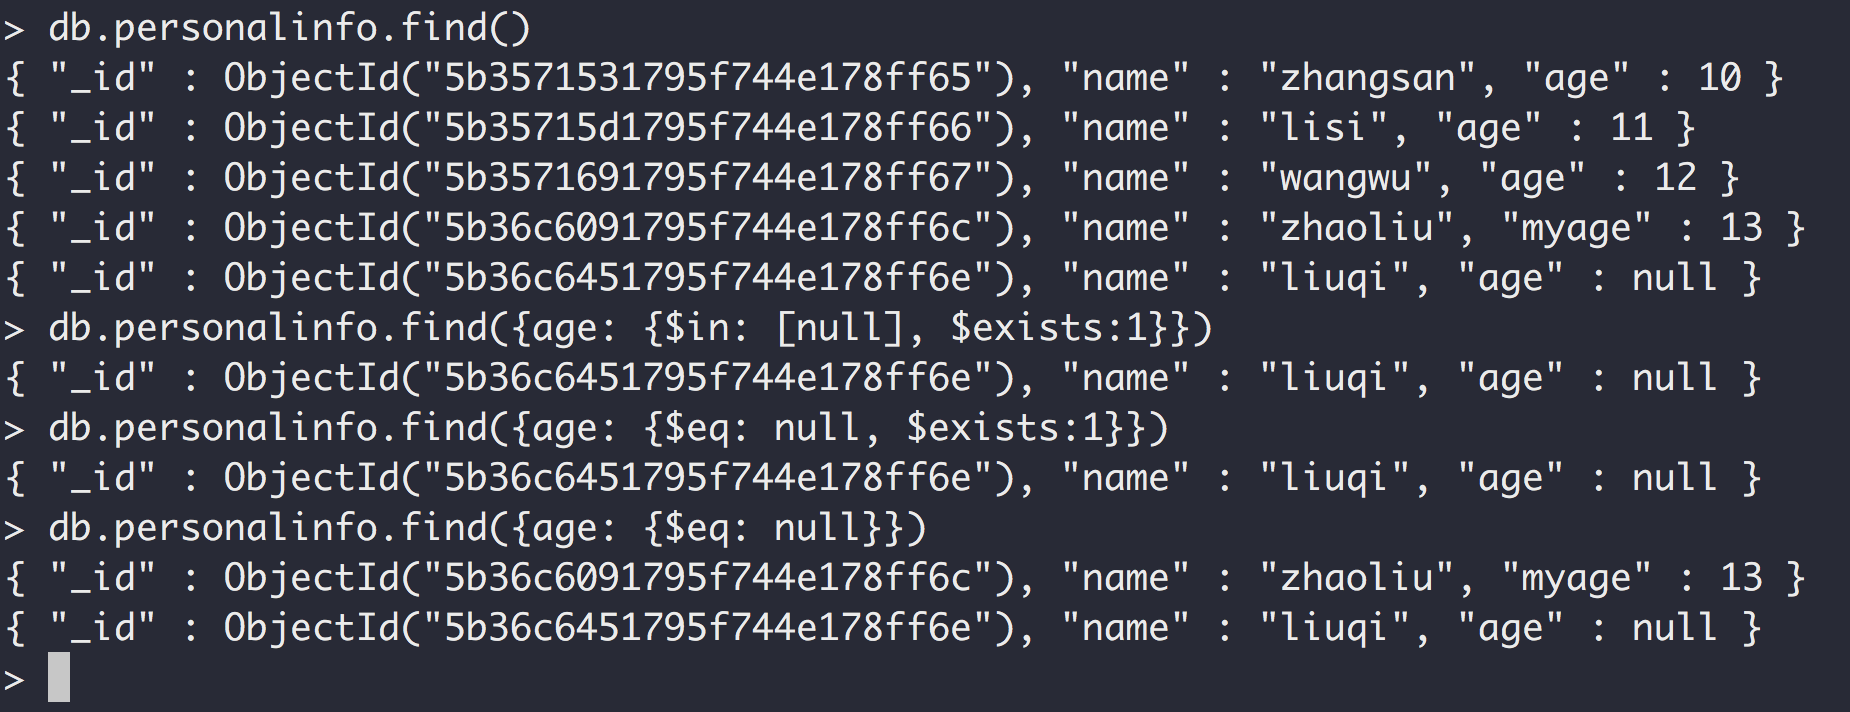 > db.personalinfo.find()
{ "_id" : ObjectId("5b3571531795f744e178ff65"), "name" : "zhangsan", "age" : 10 }
{ "_id" : ObjectId("5b35715d1795f744e178ff66"), "name" : "lisi", "age" : 11 }
{ "_id" : ObjectId("5b3571691795f744e178ff67"), "name" : "wangwu", "age" : 12 }
{ "_id" : ObjectId("5b36c6091795f744e178ff6c"), "name" : "zhaoliu", "myage" : 13 }
{ "_id" : ObjectId("5b36c6451795f744e178ff6e"), "name" : "liuqi", "age" : null }
> db.personalinfo.find({age: {$in: [null], $exists:1}})
{ "_id" : ObjectId("5b36c6451795f744e178ff6e"), "name" : "liuqi", "age" : null }
> db.personalinfo.find({age: {$eq: null, $exists:1}})
{ "_id" : ObjectId("5b36c6451795f744e178ff6e"), "name" : "liuqi", "age" : null }
> db.personalinfo.find({age: {$eq: null}})
{ "_id" : ObjectId("5b36c6091795f744e178ff6c"), "name" : "zhaoliu", "myage" : 13 }
{ "_id" : ObjectId("5b36c6451795f744e178ff6e"), "name" : "liuqi", "age" : null }
>